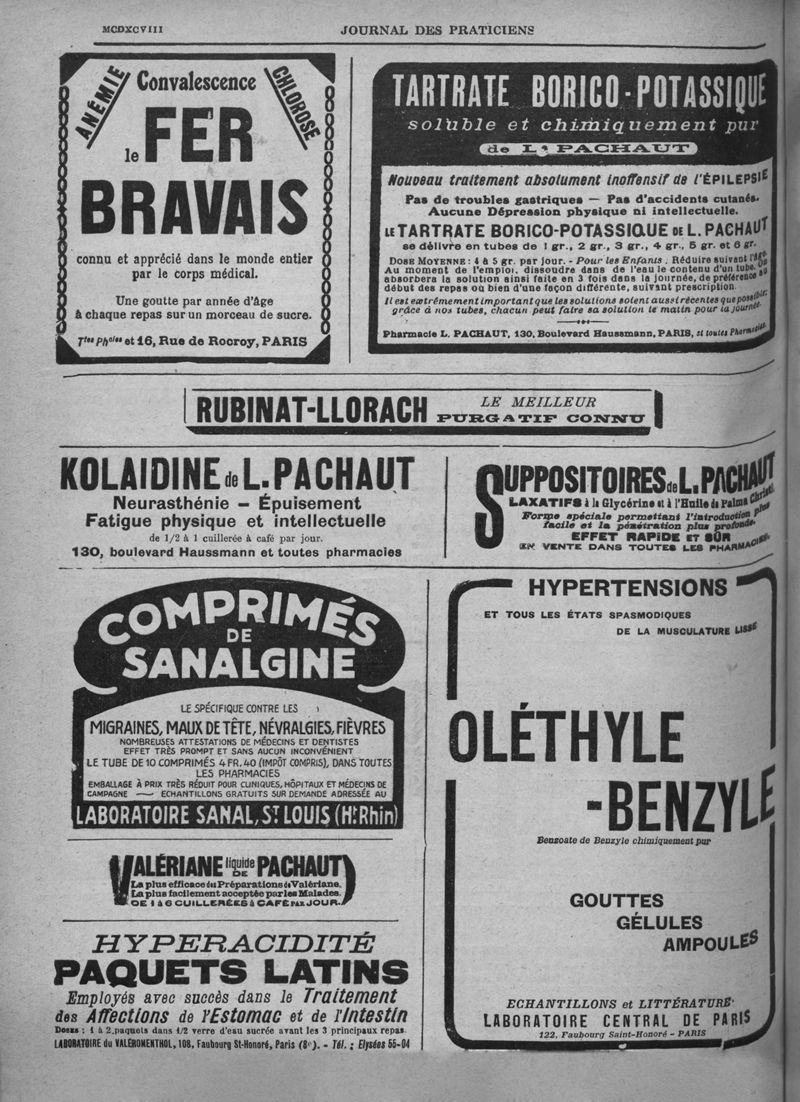 MCDXCVIII
JOURNAL DES PRATICIENS
ANÉMIE
Convalescence
CHLOROSE
le FER
BRAVAIS
connu et apprécié dans le monde entier
par le corps médical.
Une goutte par année d'âge
à chaque repas sur un morceau de sucre.
Ttes Phcies et 16, Rue de Rocroy, PARIS
TARTRATE BORICO-POTASSIQUE
soluble et chimiquement pur
de L. PACHAUT
Nouveau traitement absolument inoffensif de l'ÉPILEPSIE
Pas de troubles gastriques — Pas d'accidents cutanés.
Aucune Dépression physique ni intellectuelle.
LE TARTRATE BORICO-POTASSIQUE DE L. PACHAUT
se délivre en tubes de 1 gr., 2 gr., 3 gr., 4 gr., 5 gr. et 6 gr.
DOSE MOYENNE : 4 à 5 gr. par jour. - Pour les Enfants. Réduire suivant l'âge.
Au moment de l'emploi, dissoudre dans de l'eau le contenu d'un tube.
absorbera la solution ainsi faite en 3 fois dans la journée, de préférence au
début des repas ou bien d'une façon différente, suivant prescription.
Il est extrêmement important que les solutions soient aussi récentes que possible.
grâce à nos tubes, chacun peut faire sa solution le matin pour la journée.
Pharmacie L. PACHAUT, 130, Boulevard Haussmann, PARIS, et toutes Pharmacies.
RUBINAT-LLORACH
LE MEILLEUR
PURGATIF CONNU
KOLAIDINE de L. PACHAUT
Neurasthénie — Épuisement
Fatigue physique et intellectuelle
de 1/2 à 1 cuillerée à café par jour.
130, boulevard Haussmann et toutes pharmacies
SUPPOSITOIRES de L. PACHAUT
LAXATIFS à la Glycérine et à l'Huile de Palma Christi
Forme spéciale permettant l'introduction plus
facile et la pénétration plus profonde.
EFFET RAPIDE ET SÛR
EN VENTE DANS TOUTES LES PHARMACIES.
COMPRIMÉS
DE
SANALGINE
LE SPÉCIFIQUE CONTRE LES
MIGRAINES, MAUX DE TÊTE, NÉVRALGIES, FIÈVRES
NOMBREUSES ATTESTATIONS DE MÉDECINS ET DENTISTES
EFFET TRÈS PROMPT ET SANS AUCUN INCONVÉNIENT
LE TUBE DE 10 COMPRIMÉS 4 FR. 40 (IMPÔT COMPRIS), DANS TOUTES
LES PHARMACIES
EMBALLAGE À PRIX TRÈS RÉDUIT POUR CLINIQUES, HÔPITAUX ET MÉDECINS DE
CAMPAGNE — ECHANTILLONS GRATUITS SUR DEMANDE ADRESSÉE AU
LABORATOIRE SANAL, St LOUIS (Ht Rhin)
VALÉRIANE liquide DE PACHAUT
La plus efficace des Préparations de Valériane.
La plus facilement acceptée par les Malades.
DE 1 à 6 CUILLERÉES à CAFÉ PAR JOUR.
HYPERACIDITÉ
PAQUETS LATINS
Employés avec succès dans le Traitement
des Affections de l'Estomac et de l'Intestin
DOSES : 1 à 2 paquets dans 1/2 verre d'eau sucrée avant les 3 principaux repas.
LABORATOIRE du VALÉROMENTHOL, 108, Faubourg St-Honoré, Paris (8e). - Tél. : Elysées 55-04
HYPERTENSIONS
ET TOUS LES ÉTATS SPASMODIQUES
DE LA MUSCULATURE LISSE
OLÉTHYLE
-BENZYLE
Benzoate de Benzyle chimiquement pur
GOUTTES
GÉLULES
AMPOULES
ECHANTILLONS et LITTÉRATURE
LABORATOIRE CENTRAL DE PARIS
122, Faubourg Saint-Honoré - PARIS